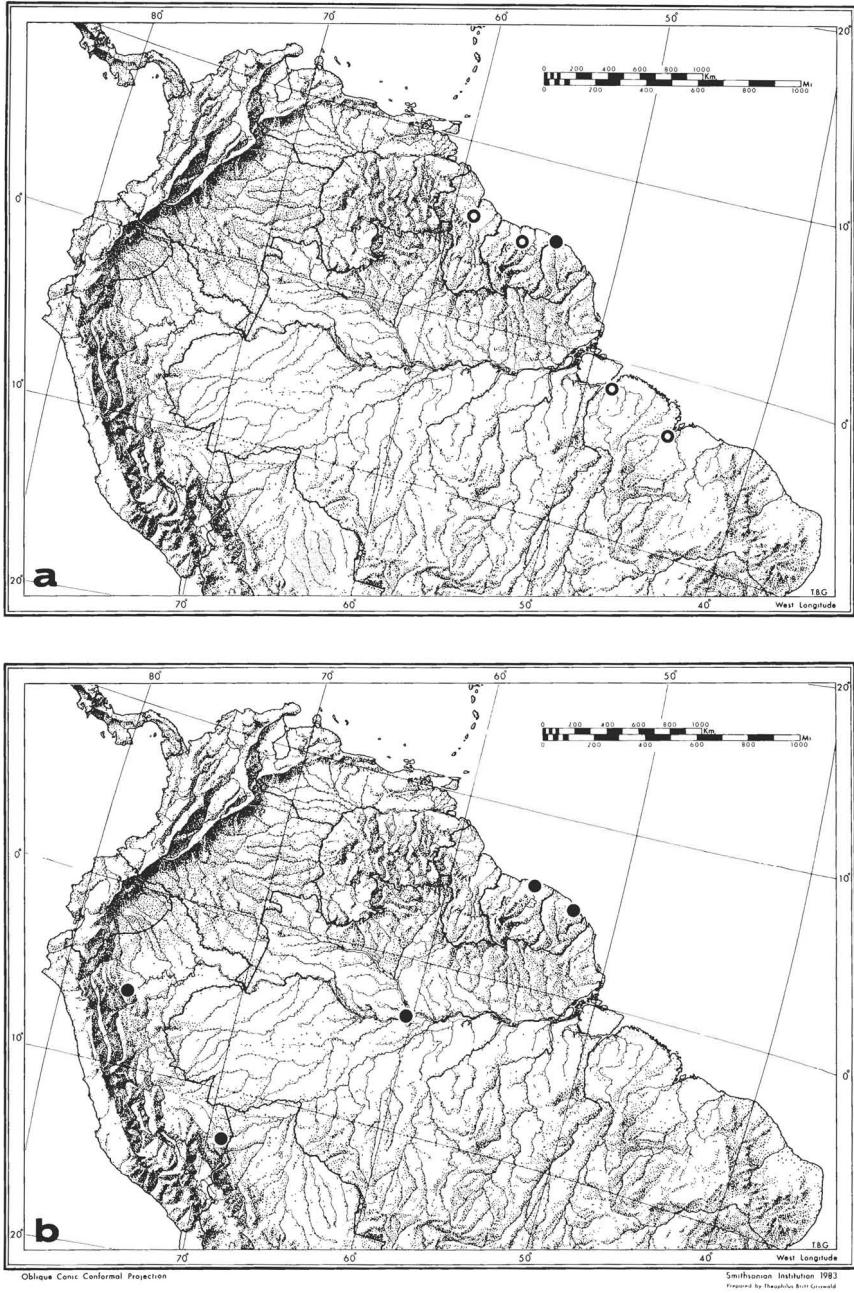 80° 70° 60° 50°
20°
0 200 400 600 800 1000
Km.
Mi
0 200 400 600 800 1000
0°
10°
10°
0°
20°
a
T.B.G
West Longitude
70° 60° 50° 40°
80° 70° 60° 50°
20°
0 200 400 600 800 1000
Km.
Mi
0 200 400 600 800 1000
0°
10°
10°
0°
20°
b
T.B.G
West Longitude
70° 60° 50° 40°
Oblique Conic Conformal Projection
Smithsonian Institution 1983
Prepared by Theophilus Britt Griswold